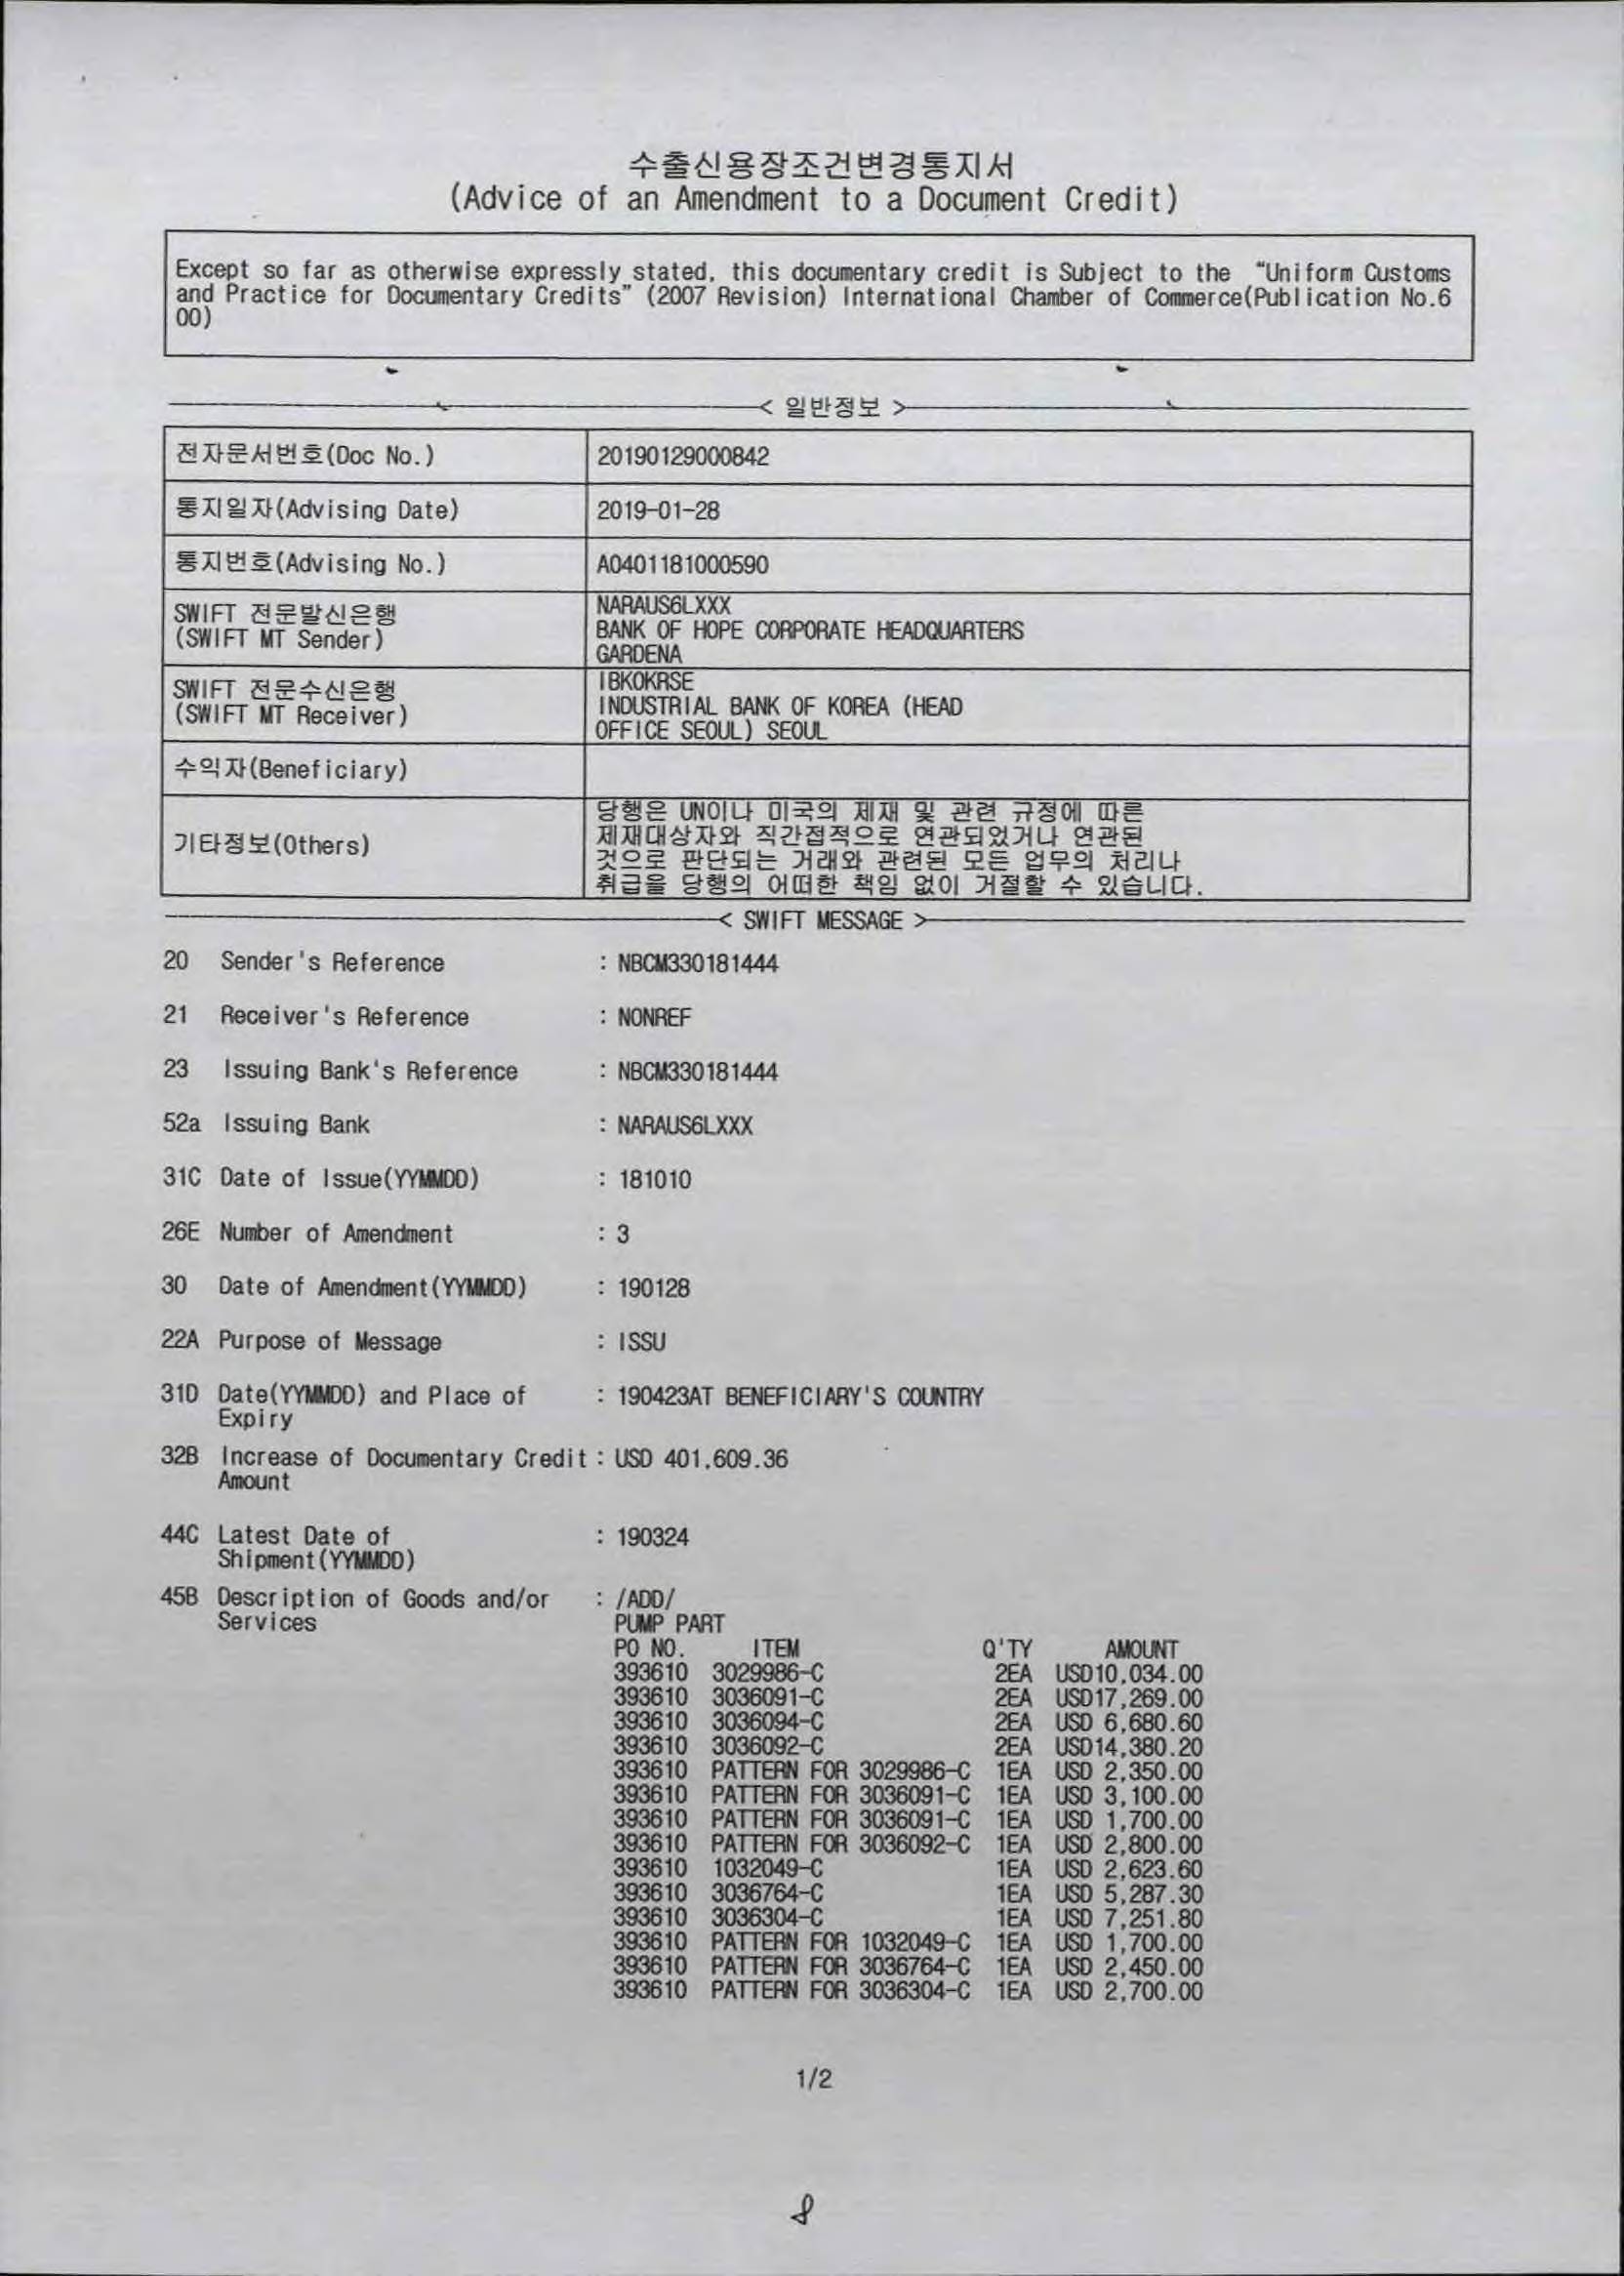 수출신용장조건변경통지서
(Advice of an Amendment to a Document Credit)
Except so far as otherwise expressly stated, this documentary credit is Subject to the "Uniform Customs
and Practice for Documentary Credits" (2007 Revision) International Chamber of Commerce(Publication No.6
00)
< 일반정보 >
전자문서번호(Doc No.) 20190129000842
통지일자(Advising Date) 2019-01-28
통지번호(Advising No.) A0401181000590
SWIFT 전문발신은행
(SWIFT MT Sender)
NARAUS6LXXX
BANK OF HOPE CORPORATE HEADQUARTERS
GARDENA
SWIFT 전문수신은행
(SWIFT MT Receiver)
IBKOKRSE
INDUSTRIAL BANK OF KOREA (HEAD
OFFICE SEOUL) SEOUL
수익자(Beneficiary)
기타정보(Others)
당행은 UN이나 미국의 제재 및 관련 규정에 따른
제재대상자와 직간접적으로 연관되었거나 연관된
것으로 판단되는 거래와 관련된 모든 업무의 처리나
취급을 당행의 어떠한 책임 없이 거절할 수 있습니다.
< SWIFT MESSAGE >
20 Sender's Reference : NBCM330181444
21 Receiver's Reference : NONREF
23 Issuing Bank's Reference : NBCM330181444
52a Issuing Bank : NARAUS6LXXX
31C Date of Issue(YYMMDD) : 181010
26E Number of Amendment : 3
30 Date of Amendment(YYMMDD) : 190128
22A Purpose of Message : ISSU
31D Date(YYMMDD) and Place of : 190423AT BENEFICIARY'S COUNTRY
Expiry
32B Increase of Documentary Credit : USD 401.609.36
Amount
44C Latest Date of : 190324
Shipment(YYMMDD)
45B Description of Goods and/or : /ADD/
Services
PUMP PART
PO NO. ITEM Q'TY AMOUNT
393610 3029986-C 2EA USD10,034.00
393610 3036091-C 2EA USD17,269.00
393610 3036094-C 2EA USD 6,680.60
393610 3036092-C 2EA USD14,380.20
393610 PATTERN FOR 3029986-C 1EA USD 2,350.00
393610 PATTERN FOR 3036091-C 1EA USD 3,100.00
393610 PATTERN FOR 3036091-C 1EA USD 1,700.00
393610 PATTERN FOR 3036092-C 1EA USD 2,800.00
393610 1032049-C 1EA USD 2,623.60
393610 3036764-C 1EA USD 5,287.30
393610 3036304-C 1EA USD 7,251.80
393610 PATTERN FOR 1032049-C 1EA USD 1,700.00
393610 PATTERN FOR 3036764-C 1EA USD 2,450.00
393610 PATTERN FOR 3036304-C 1EA USD 2,700.00
1/2
8